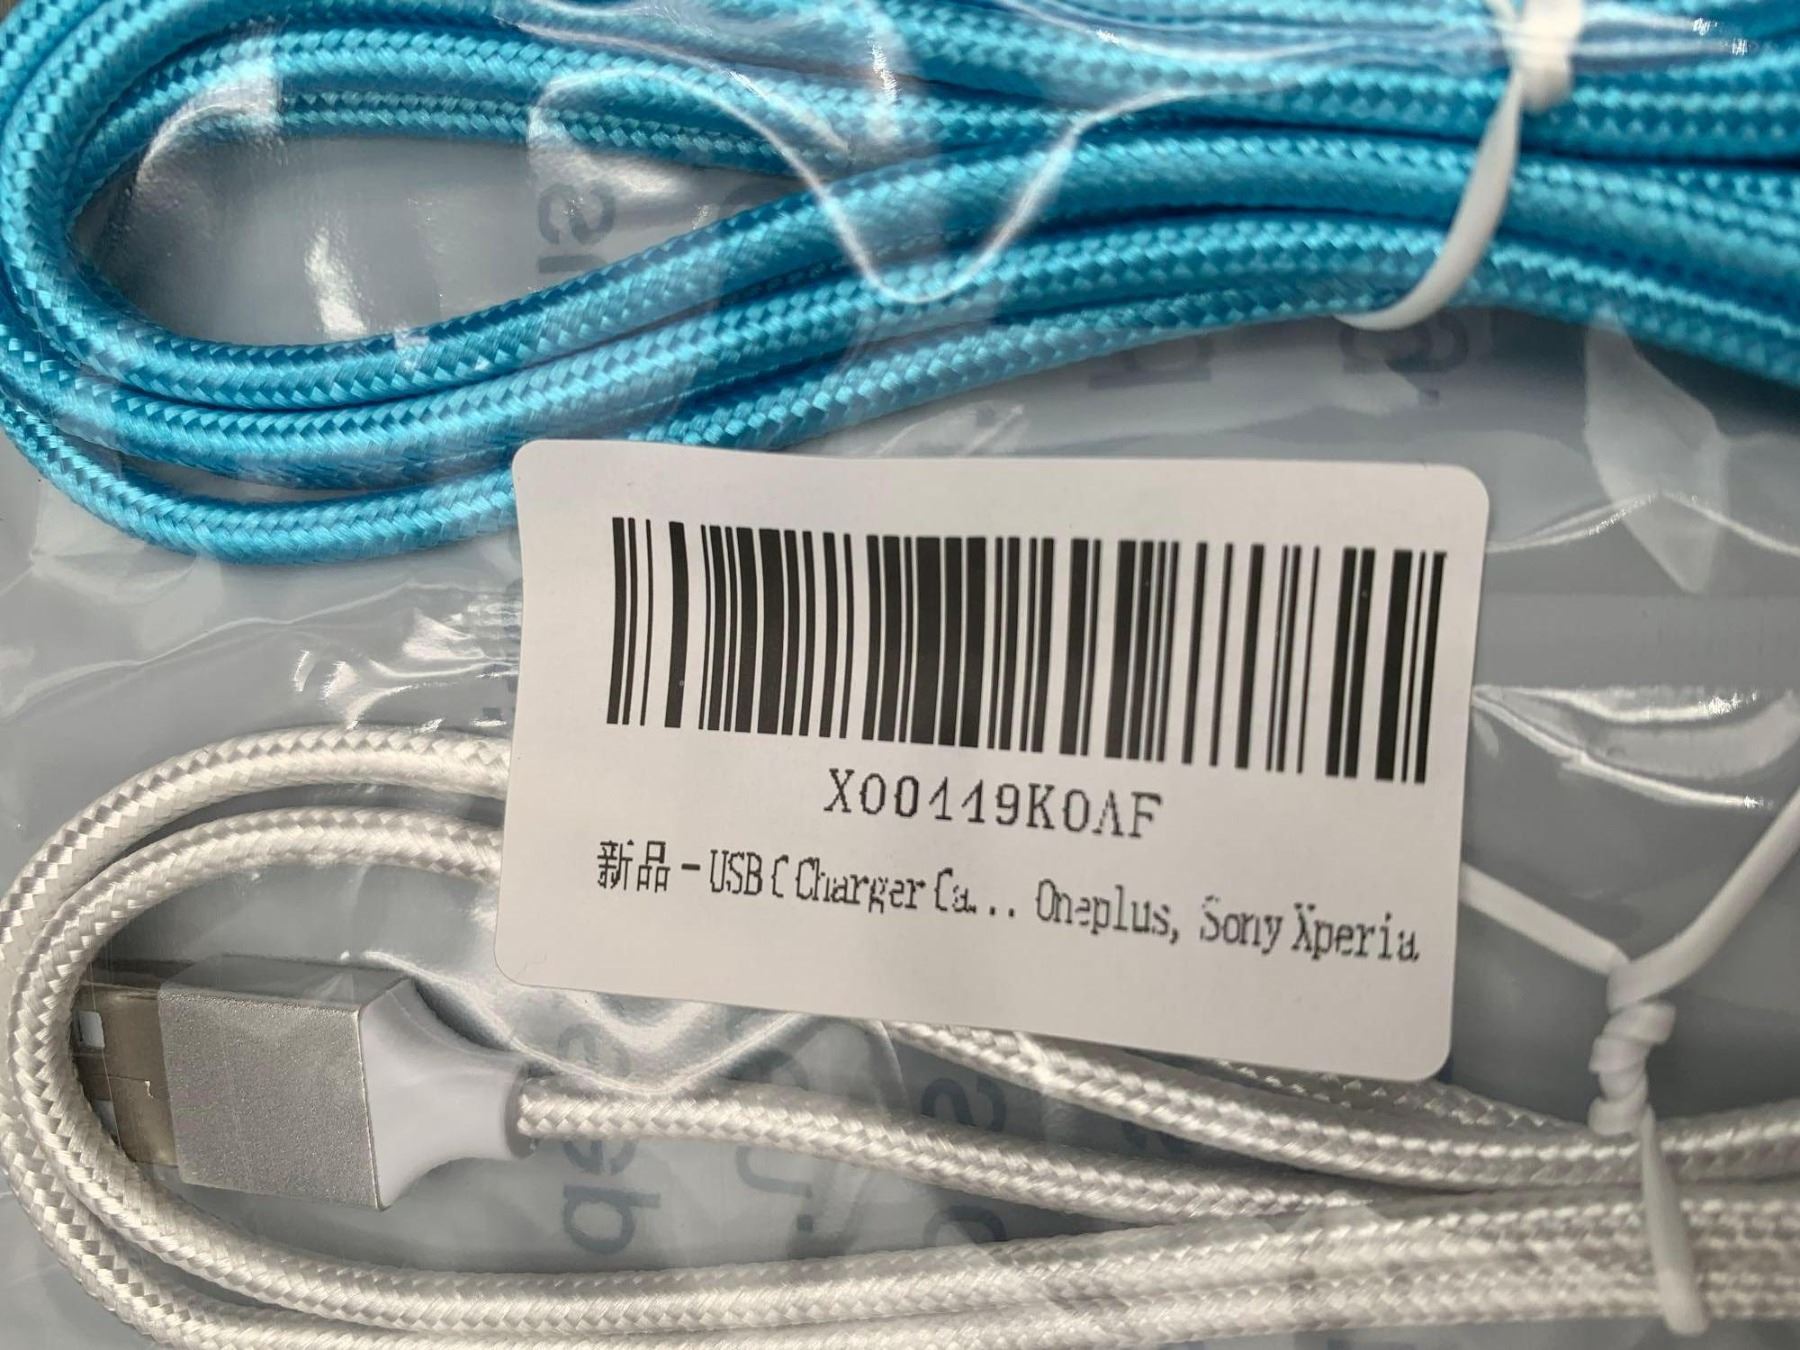 X00119K0AF
新品 - USB C Charger Ca... Oneplus, Sony Xperia